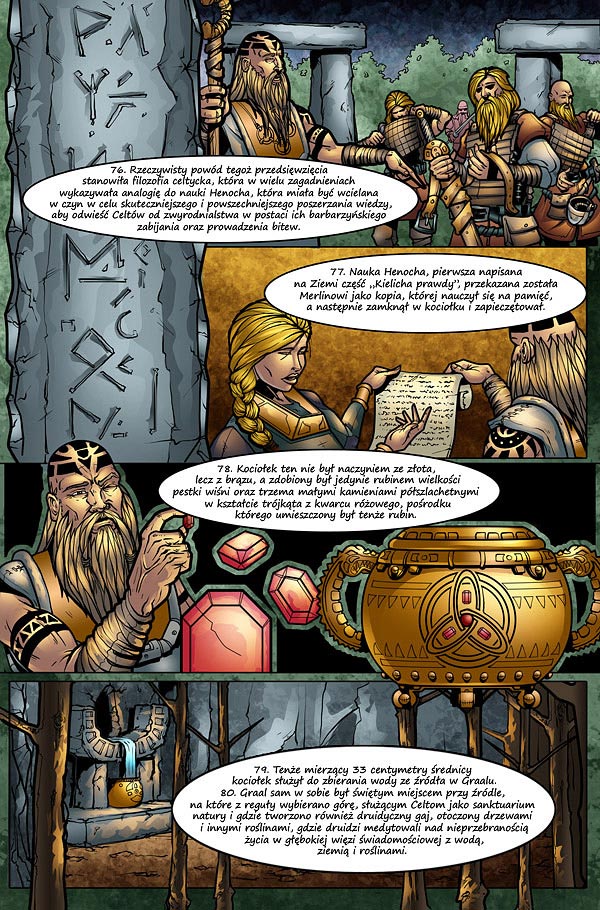 76. Rzeczywisty powód tegoż przedsięwzięcia
stanowiła filozofia celtycka, która w wielu zagadnieniach
wykazywała analogię do nauki Henocha, która miała być wcielana
w czyn w celu skuteczniejszego i powszechniejszego poszerzania wiedzy,
aby odwieść Celtów od zwyrodnialstwa w postaci ich barbarzyńskiego
zabijania oraz prowadzenia bitew.
77. Nauka Henocha, pierwsza napisana
na Ziemi część „Kielicha prawdy”, przekazana została
Merlinowi jako kopia, której nauczył się na pamięć,
a następnie zamknął w kociołku i zapieczętował.
78. Kociołek ten nie był naczyniem ze złota,
lecz z brązu, a zdobiony był jedynie rubinem wielkości
pestki wiśni oraz trzema małymi kamieniami półszlachetnymi
w kształcie trójkąta z kwarcu różowego, pośrodku
którego umieszczony był tenże rubin.
79. Tenże mierzący 33 centymetry średnicy
kociołek służył do zbierania wody ze źródła w Graalu.
80. Graal sam w sobie był świętym miejscem przy źródle,
na które z reguły wybierano górę, służącym Celtom jako sanktuarium
natury i gdzie tworzono również druidyczny gaj, otoczony drzewami
i innymi roślinami, gdzie druidzi medytowali nad nieprzebranością
życia w głębokiej więzi świadomościowej z wodą,
ziemią i roślinami.